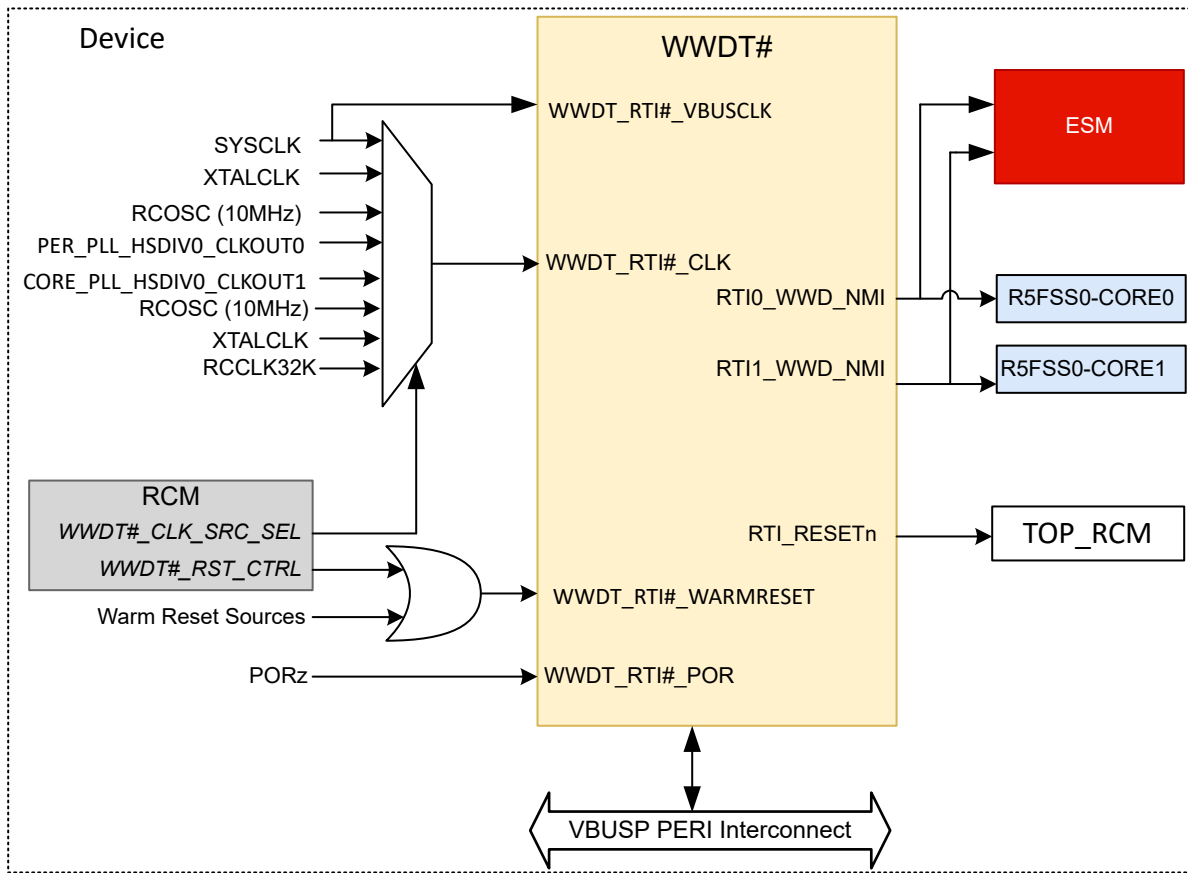 Device
WWDT#
WWDT_RTI#_VBUSCLK
ESM
SYSCLK
XTALCLK
RCOSC (10MHz)
PER_PLL_HSDIV0_CLKOUT0
CORE_PLL_HSDIV0_CLKOUT1
RCOSC (10MHz)
XTALCLK
RCCLK32K
WWDT_RTI#_CLK
RTI0_WWD_NMI
R5FSS0-CORE0
RTI1_WWD_NMI
R5FSS0-CORE1
RCM
WWDT#_CLK_SRC_SEL
WWDT#_RST_CTRL
Warm Reset Sources
PORz
RTI_RESETn
TOP_RCM
WWDT_RTI#_WARMRESET
WWDT_RTI#_POR
VBUSP PERI Interconnect